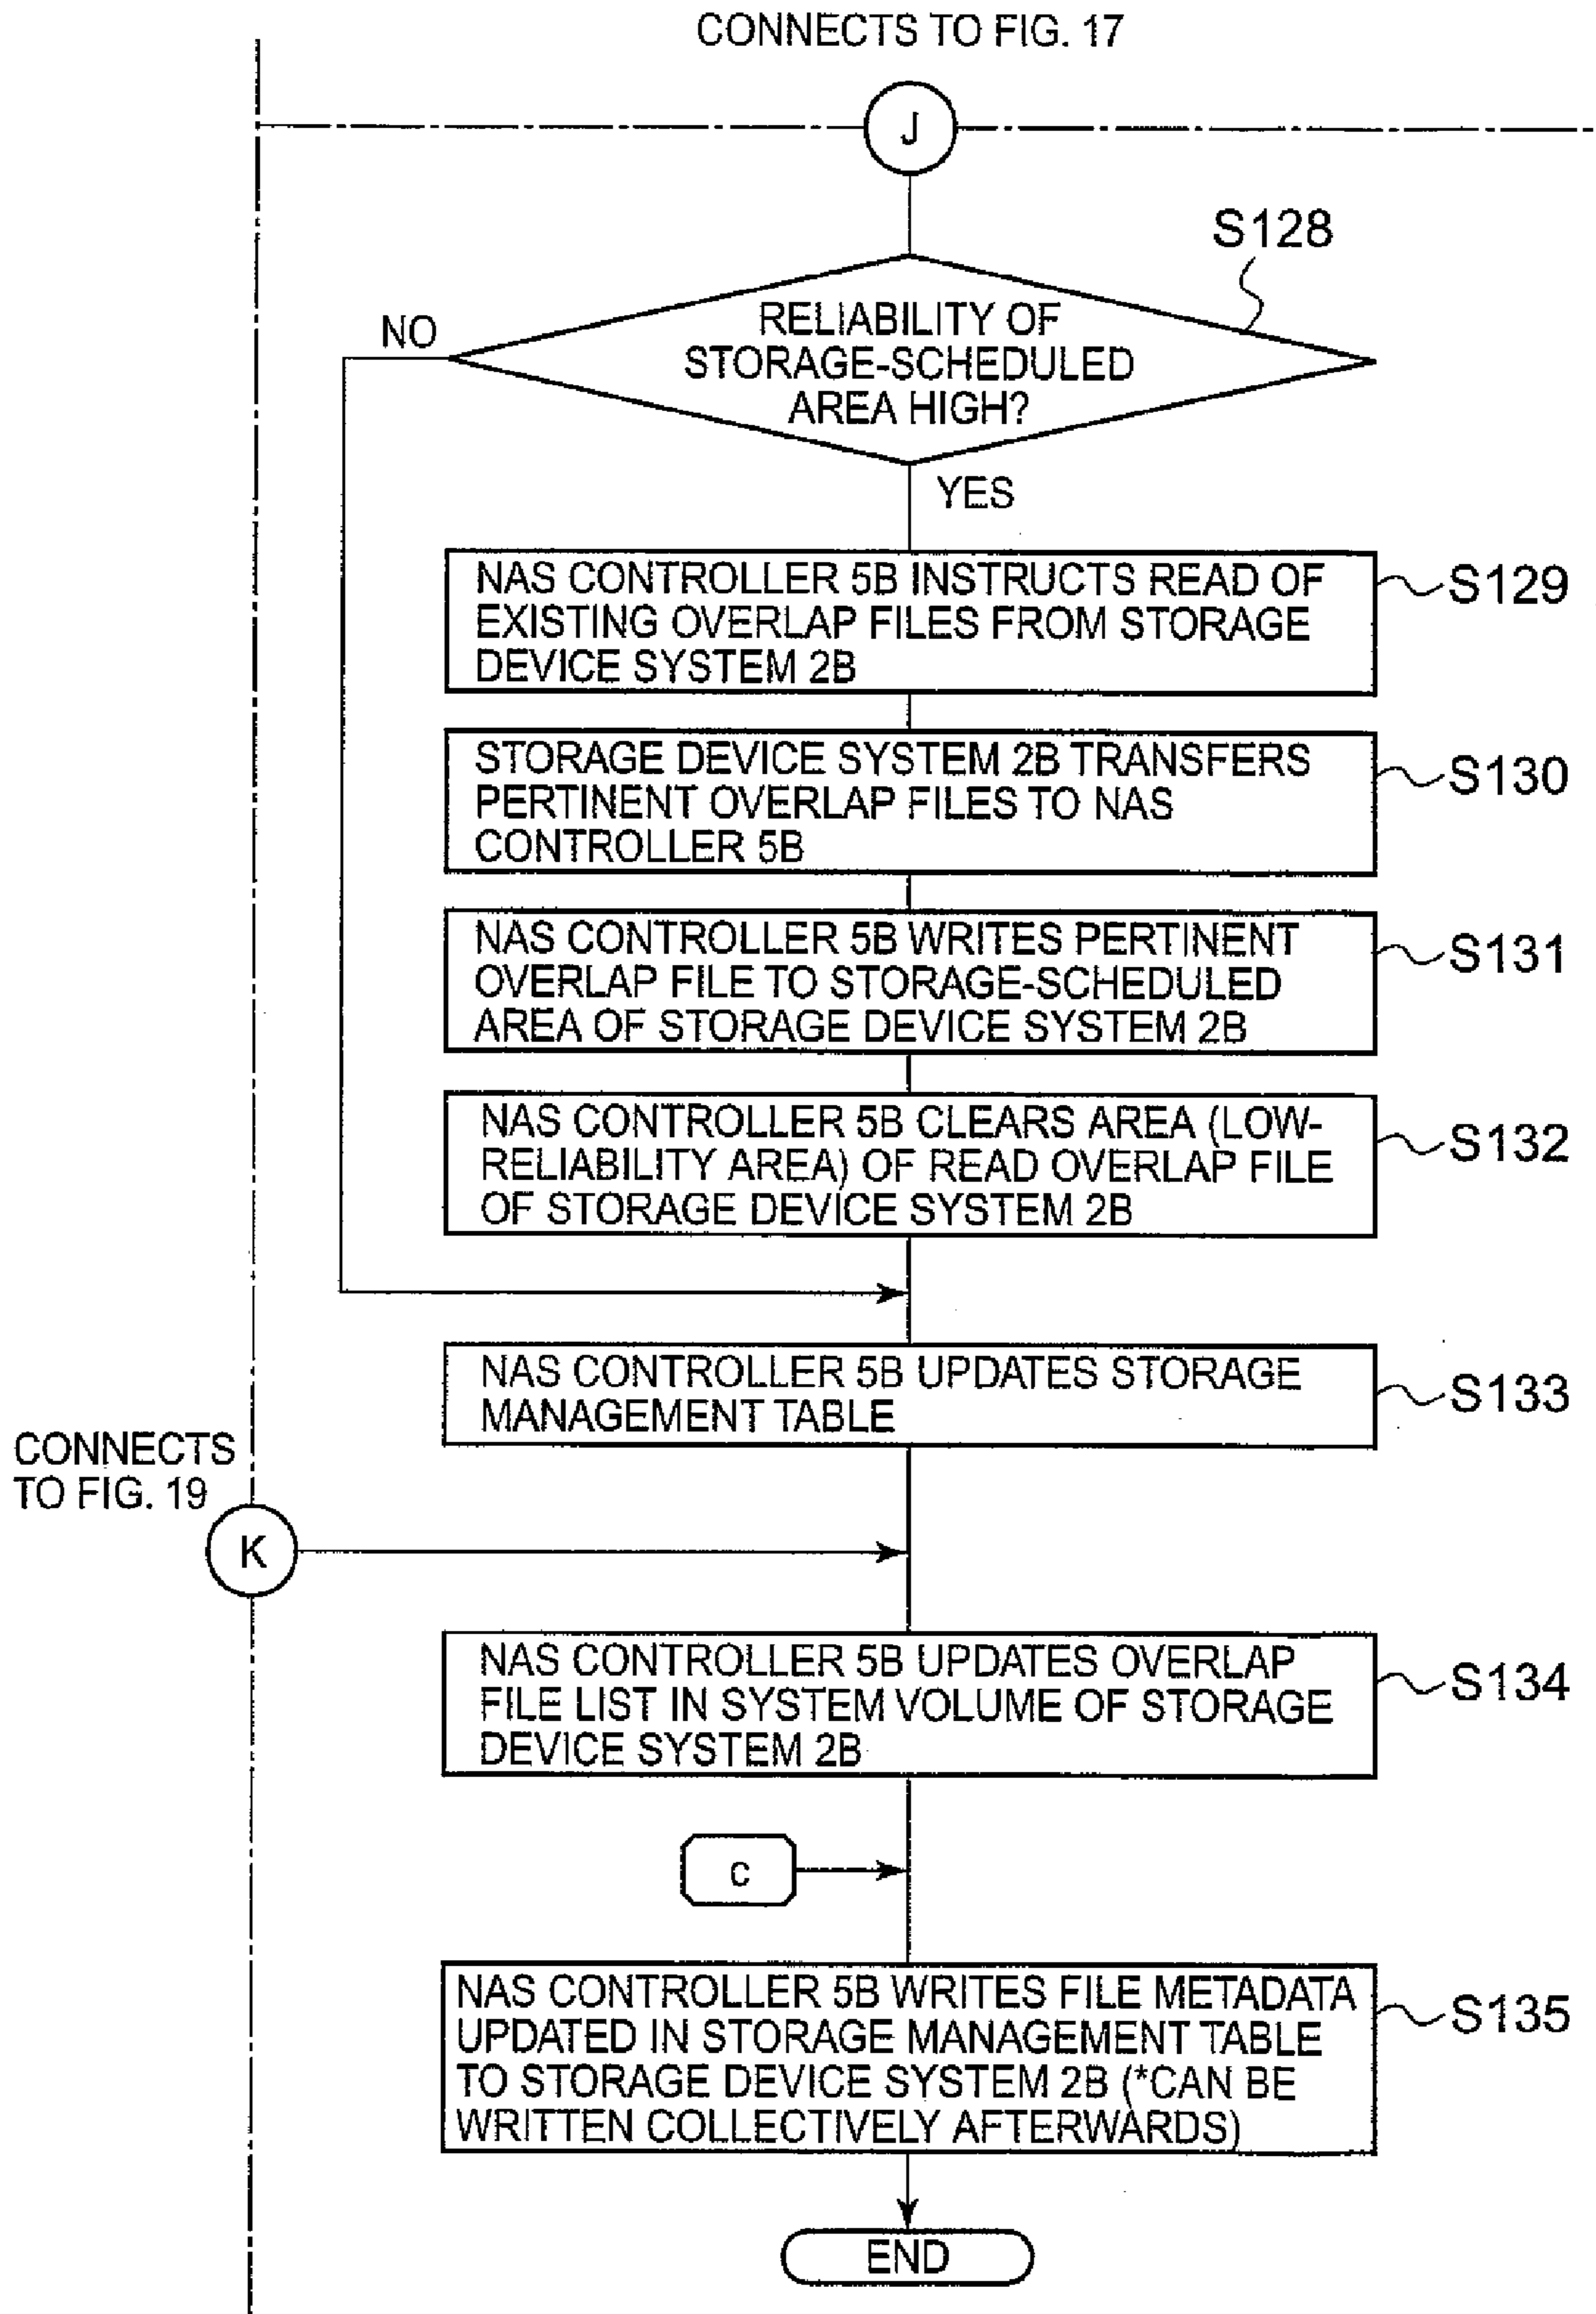 CONNECTS TO FIG. 17
J
S128
NO
RELIABILITY OF
STORAGE-SCHEDULED
AREA HIGH?
YES
NAS CONTROLLER 5B INSTRUCTS READ OF
EXISTING OVERLAP FILES FROM STORAGE
DEVICE SYSTEM 2B
S129
STORAGE DEVICE SYSTEM 2B TRANSFERS
PERTINENT OVERLAP FILES TO NAS
CONTROLLER 5B
S130
NAS CONTROLLER 5B WRITES PERTINENT
OVERLAP FILE TO STORAGE-SCHEDULED
AREA OF STORAGE DEVICE SYSTEM 2B
S131
NAS CONTROLLER 5B CLEARS AREA (LOW-
RELIABILITY AREA) OF READ OVERLAP FILE
OF STORAGE DEVICE SYSTEM 2B
S132
NAS CONTROLLER 5B UPDATES STORAGE
MANAGEMENT TABLE
S133
CONNECTS
TO FIG. 19
K
NAS CONTROLLER 5B UPDATES OVERLAP
FILE LIST IN SYSTEM VOLUME OF STORAGE
DEVICE SYSTEM 2B
S134
c
NAS CONTROLLER 5B WRITES FILE METADATA
UPDATED IN STORAGE MANAGEMENT TABLE
TO STORAGE DEVICE SYSTEM 2B (*CAN BE
WRITTEN COLLECTIVELY AFTERWARDS)
S135
END